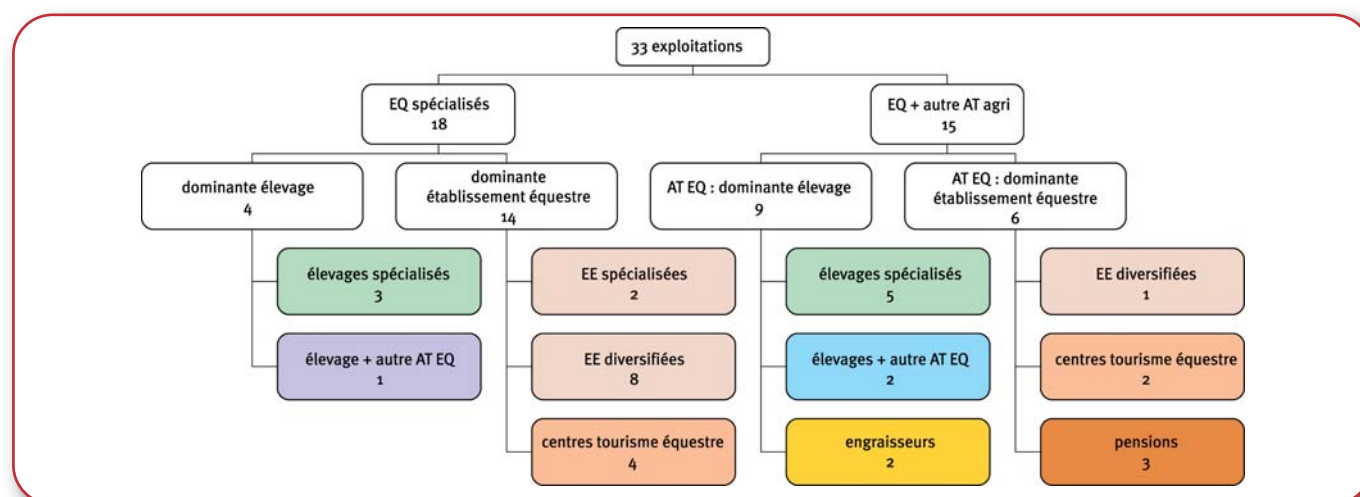 33 exploitations
EQ spécialisés
18
EQ + autre AT agri
15
dominante élevage
4
dominante
établissement équestre
14
AT EQ : dominante élevage
9
AT EQ : dominante
établissement équestre
6
élevages spécialisés
3
EE spécialisées
2
élevages spécialisés
5
EE diversifiées
1
élevage + autre AT EQ
1
EE diversifiées
8
élevages + autre AT EQ
2
centres tourisme équestre
2
centres tourisme équestre
4
engraisseurs
2
pensions
3